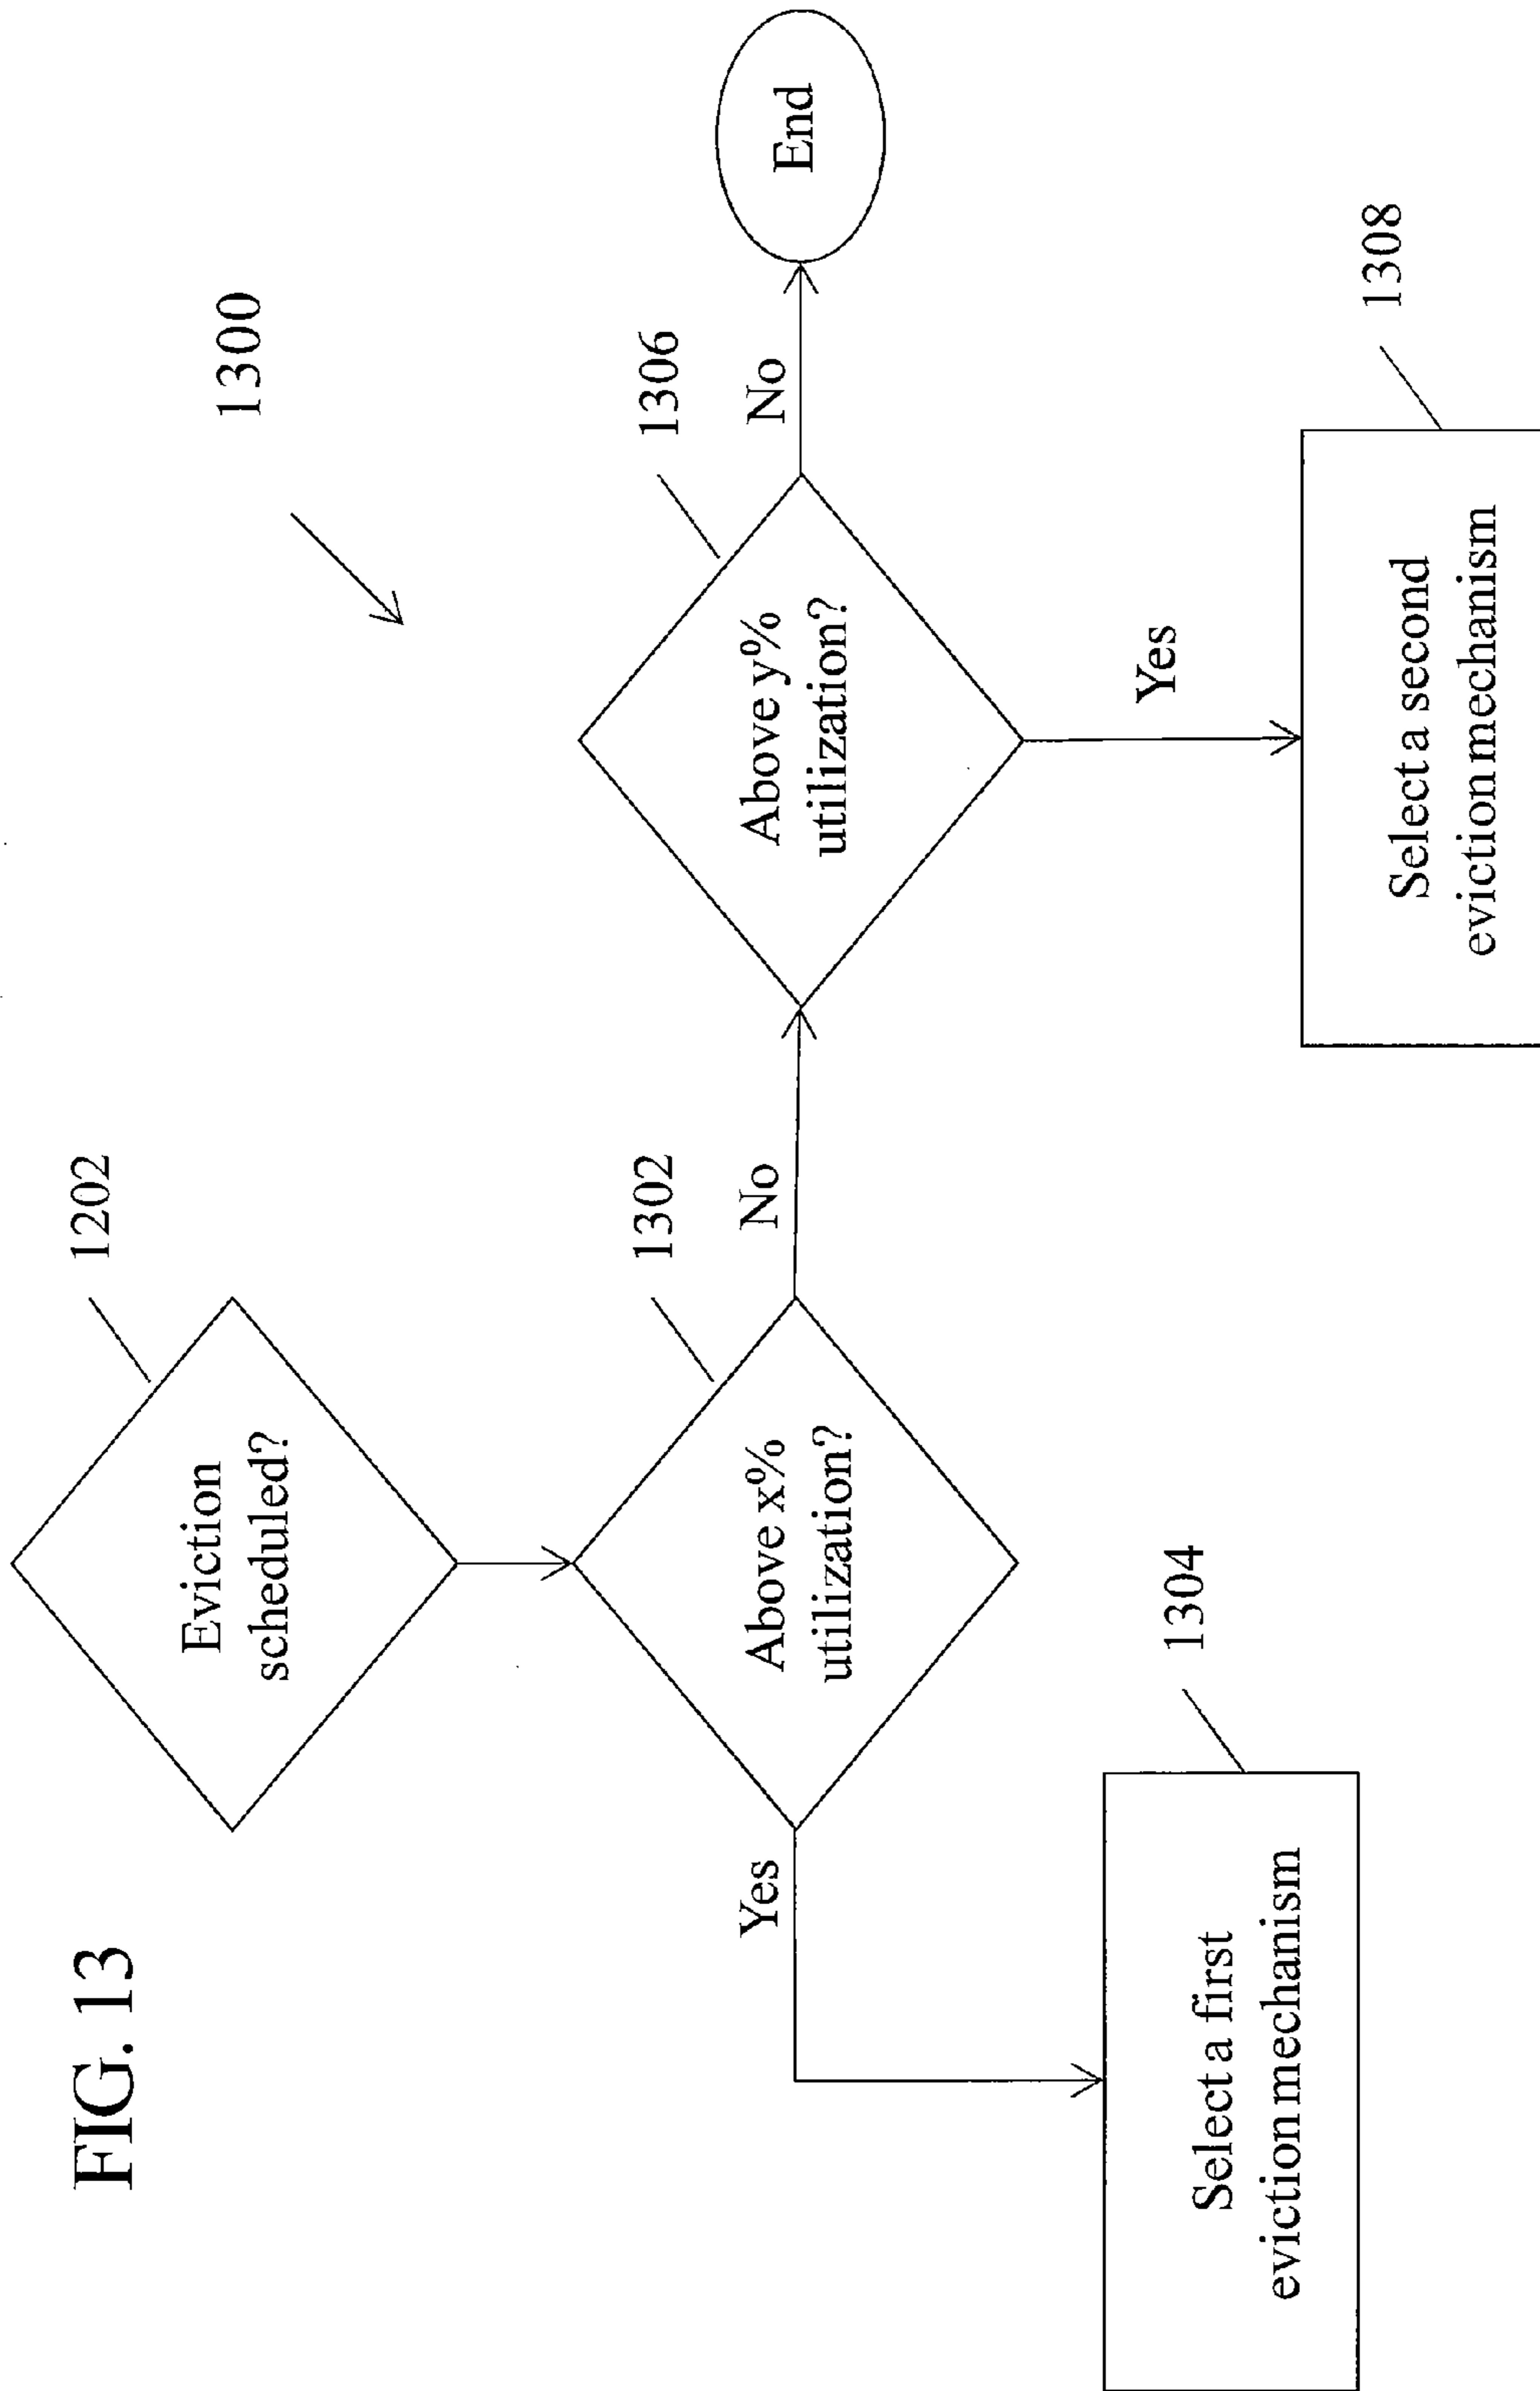 FIG. 13
1300
1202
Eviction
scheduled?
1302
Above x%
utilization?
Yes
No
1306
Above y%
utilization?
No
End
Yes
1304
Select a first
eviction mechanism
1308
Select a second
eviction mechanism